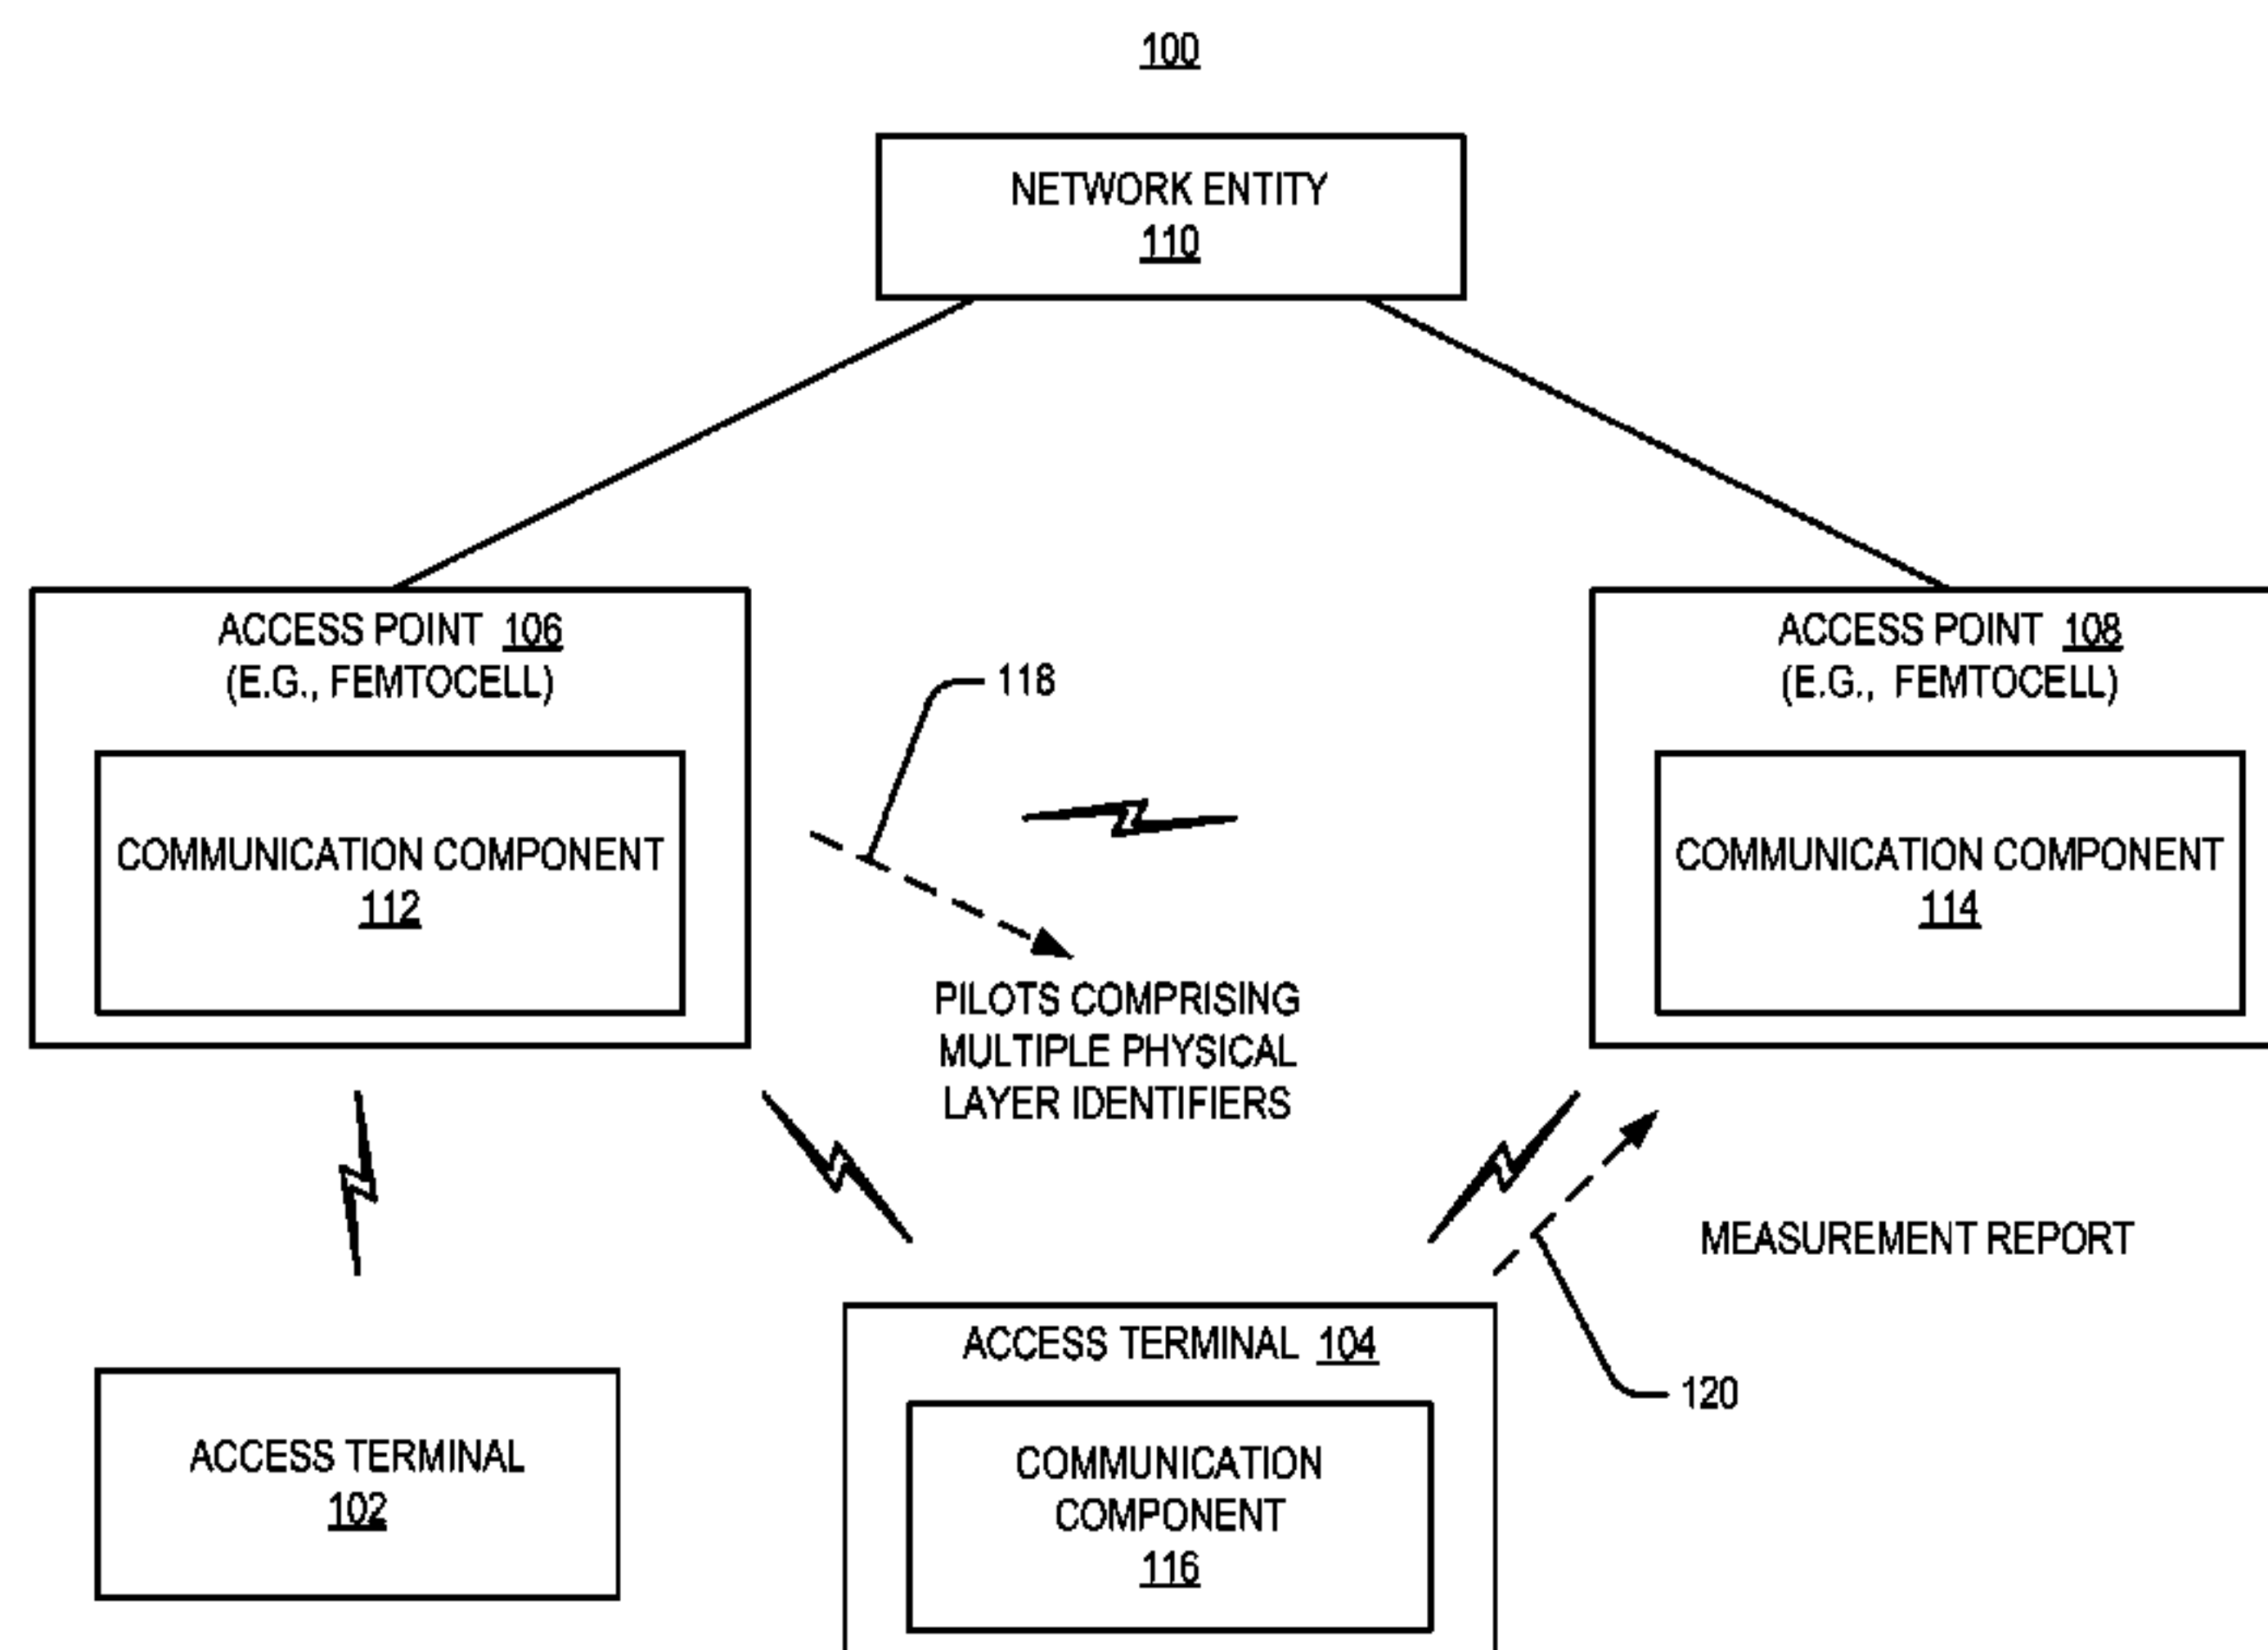 100
NETWORK ENTITY
110
ACCESS POINT 106
(E.G., FEMTOCELL)
COMMUNICATION COMPONENT
112
118
ACCESS POINT 108
(E.G., FEMTOCELL)
COMMUNICATION COMPONENT
114
PILOTS COMPRISING
MULTIPLE PHYSICAL
LAYER IDENTIFIERS
MEASUREMENT REPORT
120
ACCESS TERMINAL
102
ACCESS TERMINAL 104
COMMUNICATION
COMPONENT
116